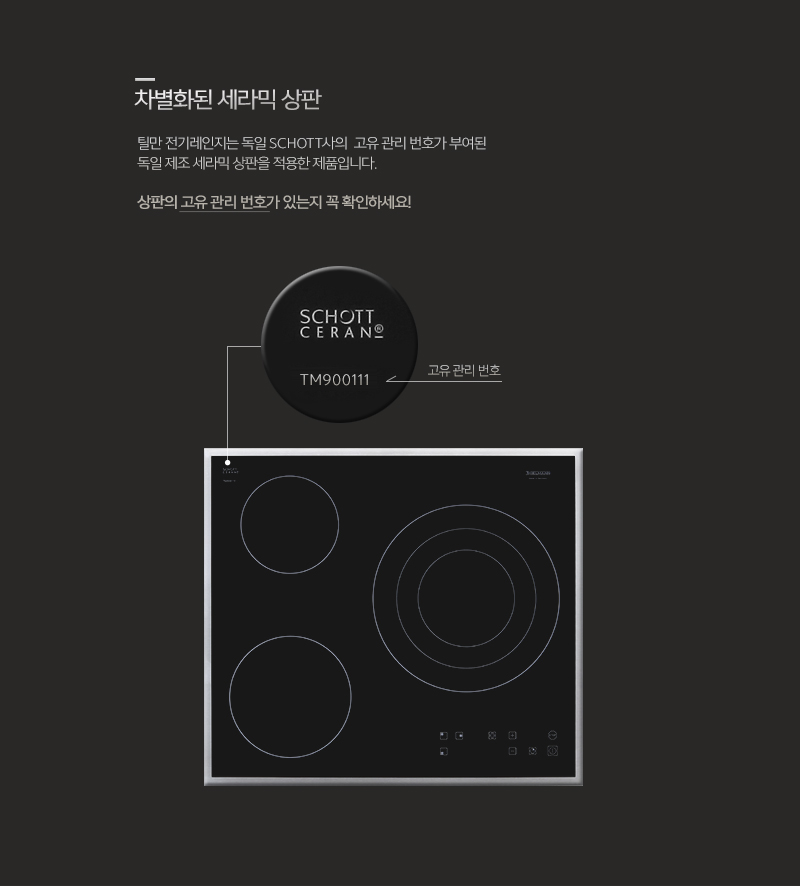 차별화된 세라믹 상판
틸만 전기레인지는 독일 SCHOTT사의 고유 관리 번호가 부여된
독일 제조 세라믹 상판을 적용한 제품입니다.
상판의 고유 관리 번호가 있는지 꼭 확인하세요!
SCHOTT
CERAN®
TM900111
고유 관리 번호
SCHOTT
CERAN